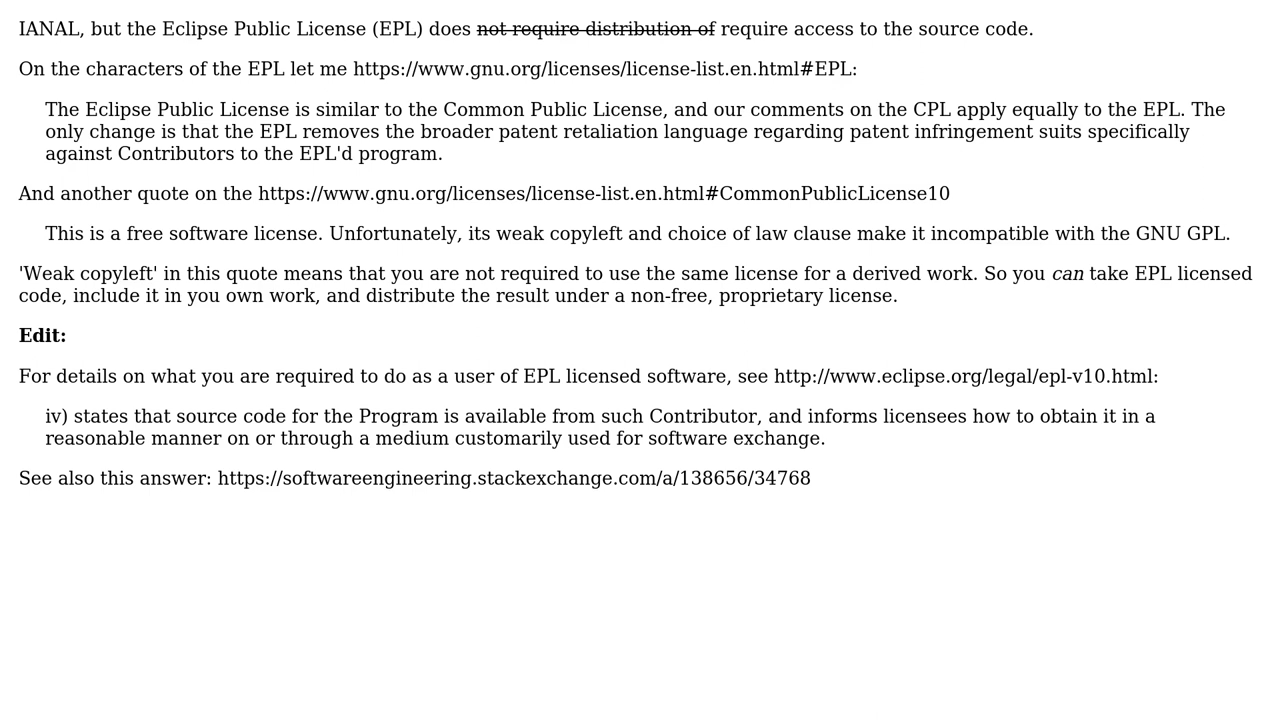 IANAL, but the Eclipse Public License (EPL) does not require distribution of require access to the source code.
On the characters of the EPL let me https://www.gnu.org/licenses/license-list.en.html#EPL:
The Eclipse Public License is similar to the Common Public License, and our comments on the CPL apply equally to the EPL. The
only change is that the EPL removes the broader patent retaliation language regarding patent infringement suits specifically
against Contributors to the EPL'd program.
And another quote on the https://www.gnu.org/licenses/license-list.en.html#CommonPublicLicense10
This is a free software license. Unfortunately, its weak copyleft and choice of law clause make it incompatible with the GNU GPL.
'Weak copyleft' in this quote means that you are not required to use the same license for a derived work. So you can take EPL licensed
code, include it in you own work, and distribute the result under a non-free, proprietary license.
Edit:
For details on what you are required to do as a user of EPL licensed software, see http://www.eclipse.org/legal/epl-v10.html:
iv) states that source code for the Program is available from such Contributor, and informs licensees how to obtain it in a
reasonable manner on or through a medium customarily used for software exchange.
See also this answer: https://softwareengineering.stackexchange.com/a/138656/34768